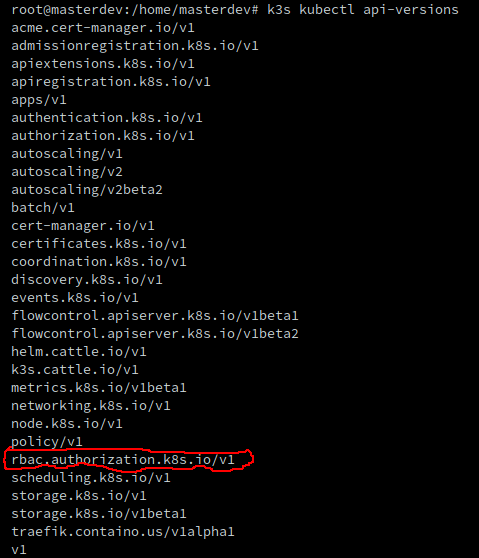 root@masterdev:/home/masterdev# k3s kubectl api-versions
acme.cert-manager.io/v1
admissionregistration.k8s.io/v1
apiextensions.k8s.io/v1
apiregistration.k8s.io/v1
apps/v1
authentication.k8s.io/v1
authorization.k8s.io/v1
autoscaling/v1
autoscaling/v2
autoscaling/v2beta2
batch/v1
cert-manager.io/v1
certificates.k8s.io/v1
coordination.k8s.io/v1
discovery.k8s.io/v1
events.k8s.io/v1
flowcontrol.apiserver.k8s.io/v1beta1
flowcontrol.apiserver.k8s.io/v1beta2
helm.cattle.io/v1
k3s.cattle.io/v1
metrics.k8s.io/v1beta1
networking.k8s.io/v1
node.k8s.io/v1
policy/v1
rbac.authorization.k8s.io/v1
scheduling.k8s.io/v1
storage.k8s.io/v1
storage.k8s.io/v1beta1
traefik.containo.us/v1alpha1
v1